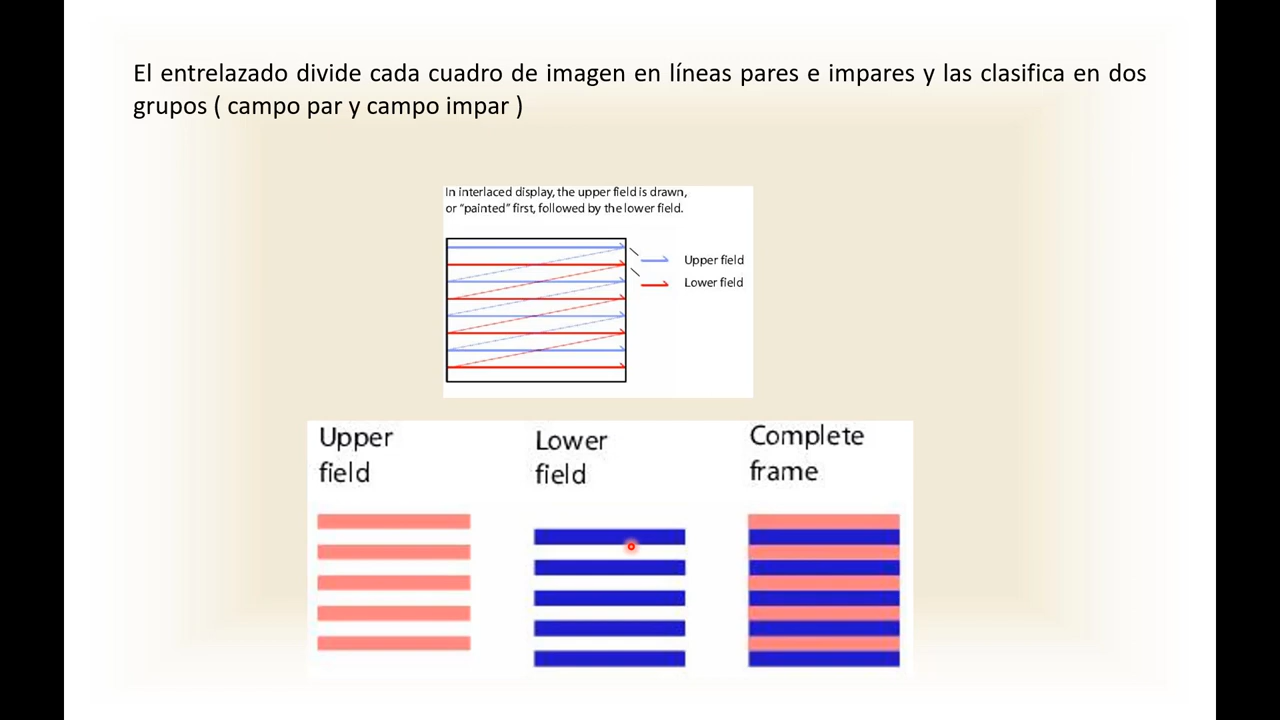 El entrelazado divide cada cuadro de imagen en líneas pares e impares y las clasifica en dos
grupos ( campo par y campo impar )
In interlaced display, the upper field is drawn,
or “painted” first, followed by the lower field.
Upper field
Lower field
Upper
field
Lower
field
Complete
frame